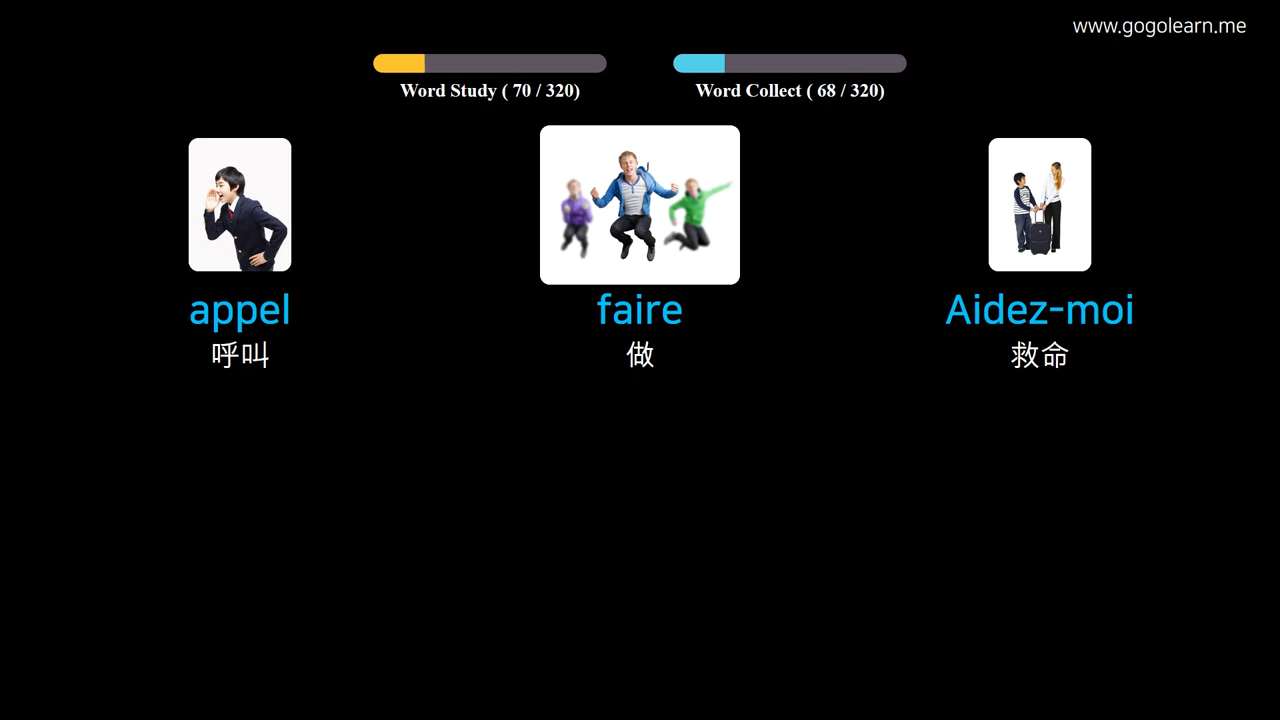 www.gogolearn.me
Word Study ( 70 / 320)
Word Collect ( 68 / 320)
appel
呼叫
faire
做
Aidez-moi
救命